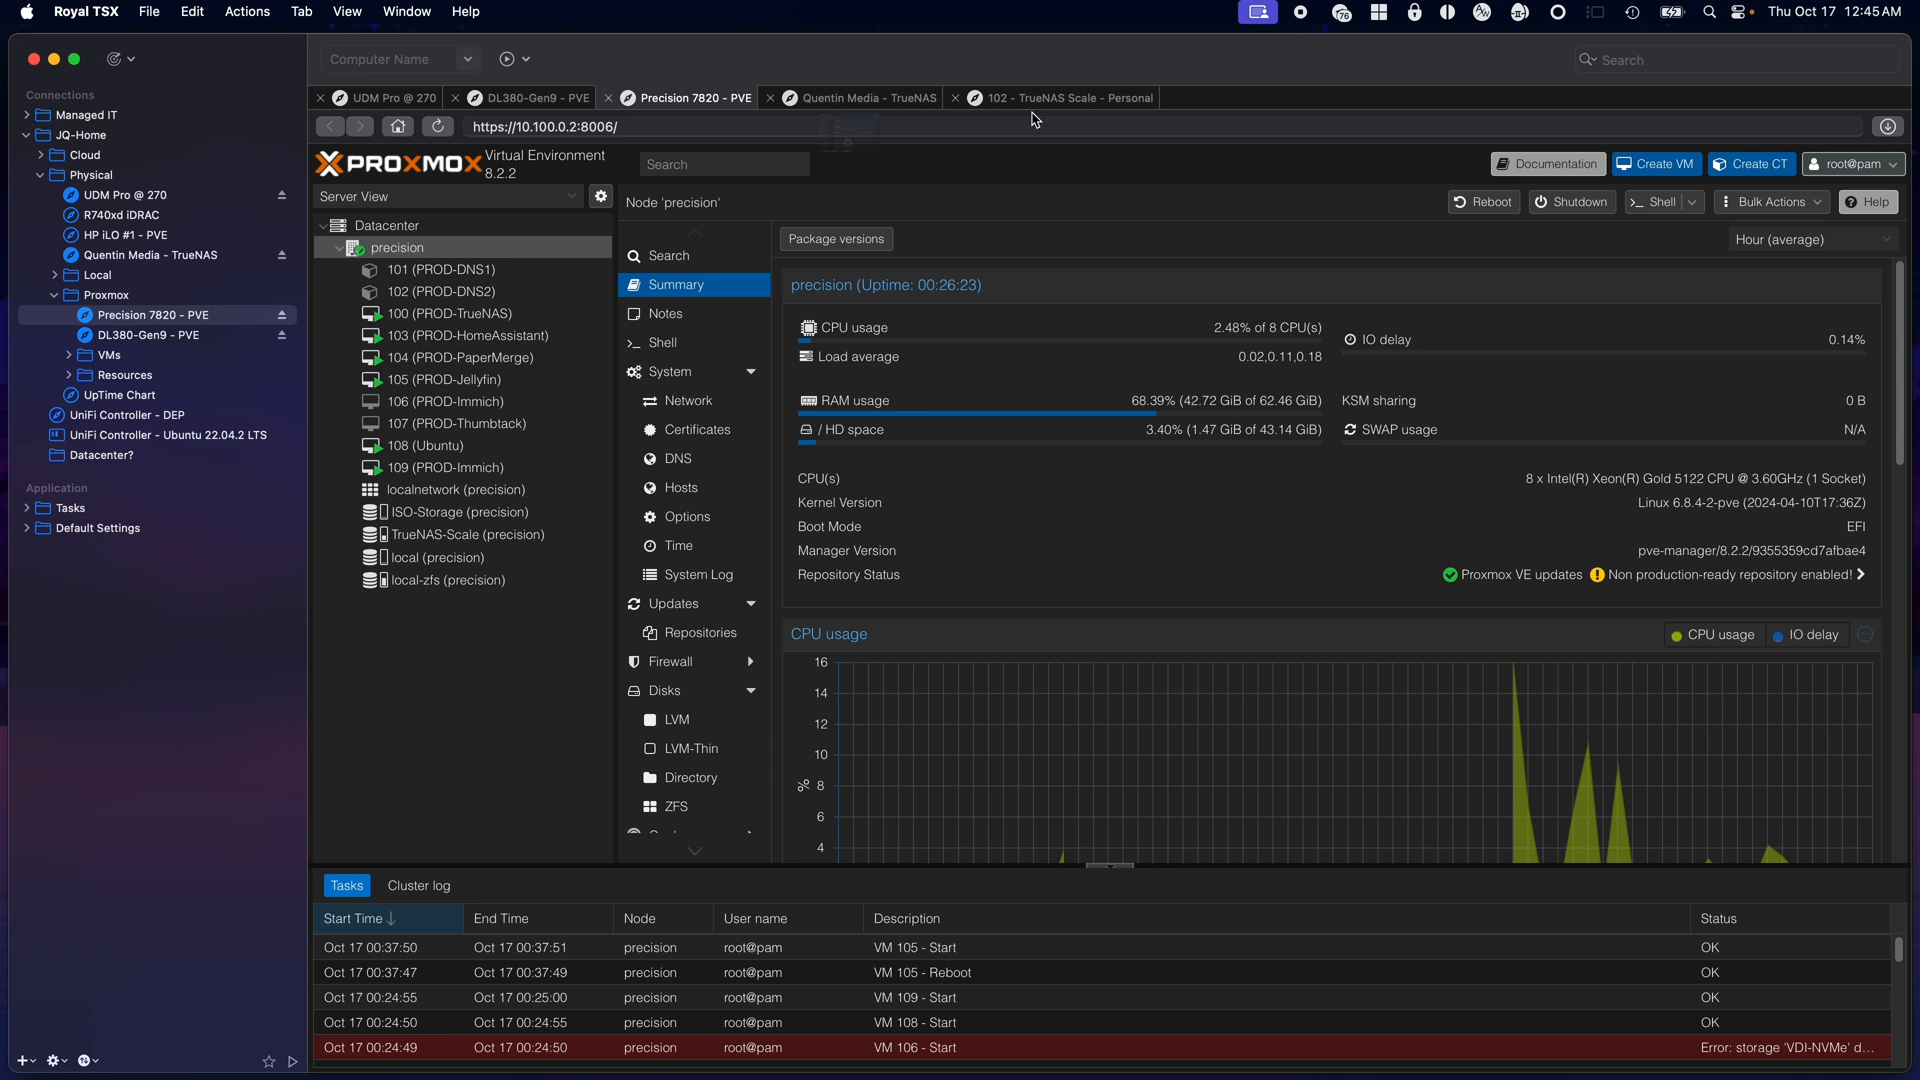 Royal TSX File Edit Actions Tab View Window Help
76
Thu Oct 17 12:45 AM
Computer Name
Search
Connections
Managed IT
JQ-Home
Cloud
Physical
UDM Pro @ 270
R740xd iDRAC
HP iLO #1 - PVE
Quentin Media - TrueNAS
Local
Proxmox
Precision 7820 - PVE
DL380-Gen9 - PVE
VMs
Resources
UpTime Chart
UniFi Controller - DEP
UniFi Controller - Ubuntu 22.04.2 LTS
Datacenter?
Application
Tasks
Default Settings
UDM Pro @ 270
DL380-Gen9 - PVE
Precision 7820 - PVE
Quentin Media - TrueNAS
102 - TrueNAS Scale - Personal
https://10.100.0.2:8006/
PROXMOX Virtual Environment 8.2.2
Search
Documentation
Create VM
Create CT
root@pam
Server View
Node 'precision'
Reboot
Shutdown
Shell
Bulk Actions
Help
Datacenter
precision
101 (PROD-DNS1)
102 (PROD-DNS2)
100 (PROD-TrueNAS)
103 (PROD-HomeAssistant)
104 (PROD-PaperMerge)
105 (PROD-Jellyfin)
106 (PROD-Immich)
107 (PROD-Thumbtack)
108 (Ubuntu)
109 (PROD-Immich)
localnetwork (precision)
ISO-Storage (precision)
TrueNAS-Scale (precision)
local (precision)
local-zfs (precision)
Search
Summary
Notes
Shell
System
Network
Certificates
DNS
Hosts
Options
Time
System Log
Updates
Repositories
Firewall
Disks
LVM
LVM-Thin
Directory
ZFS
Package versions
Hour (average)
precision (Uptime: 00:26:23)
CPU usage 2.48% of 8 CPU(s)
IO delay 0.14%
Load average 0.02,0.11,0.18
RAM usage 68.39% (42.72 GiB of 62.46 GiB)
KSM sharing 0 B
/ HD space 3.40% (1.47 GiB of 43.14 GiB)
SWAP usage N/A
CPU(s) 8 x Intel(R) Xeon(R) Gold 5122 CPU @ 3.60GHz (1 Socket)
Kernel Version Linux 6.8.4-2-pve (2024-04-10T17:36Z)
Boot Mode EFI
Manager Version pve-manager/8.2.2/9355359cd7afbae4
Repository Status Proxmox VE updates Non production-ready repository enabled!
CPU usage
CPU usage IO delay
16
14
12
10
% 8
6
4
Tasks Cluster log
Start Time End Time Node User name Description Status
Oct 17 00:37:50 Oct 17 00:37:51 precision root@pam VM 105 - Start OK
Oct 17 00:37:47 Oct 17 00:37:49 precision root@pam VM 105 - Reboot OK
Oct 17 00:24:55 Oct 17 00:25:00 precision root@pam VM 109 - Start OK
Oct 17 00:24:50 Oct 17 00:24:55 precision root@pam VM 108 - Start OK
Oct 17 00:24:49 Oct 17 00:24:50 precision root@pam VM 106 - Start Error: storage 'VDI-NVMe' d...